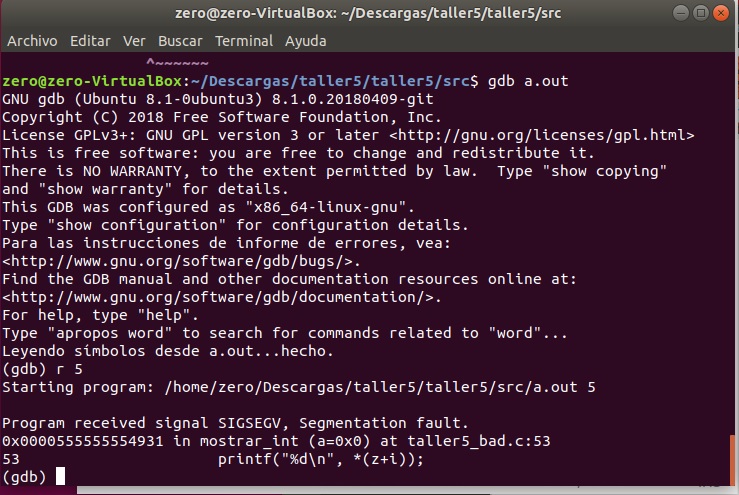 zero@zero-VirtualBox: ~/Descargas/taller5/taller5/src
Archivo Editar Ver Buscar Terminal Ayuda
^~~~~~~
zero@zero-VirtualBox:~/Descargas/taller5/taller5/src$ gdb a.out
GNU gdb (Ubuntu 8.1-0ubuntu3) 8.1.0.20180409-git
Copyright (C) 2018 Free Software Foundation, Inc.
License GPLv3+: GNU GPL version 3 or later <http://gnu.org/licenses/gpl.html>
This is free software: you are free to change and redistribute it.
There is NO WARRANTY, to the extent permitted by law.  Type "show copying"
and "show warranty" for details.
This GDB was configured as "x86_64-linux-gnu".
Type "show configuration" for configuration details.
Para las instrucciones de informe de errores, vea:
<http://www.gnu.org/software/gdb/bugs/>.
Find the GDB manual and other documentation resources online at:
<http://www.gnu.org/software/gdb/documentation/>.
For help, type "help".
Type "apropos word" to search for commands related to "word"...
Leyendo símbolos desde a.out...hecho.
(gdb) r 5
Starting program: /home/zero/Descargas/taller5/taller5/src/a.out 5
Program received signal SIGSEGV, Segmentation fault.
0x0000555555554931 in mostrar_int (a=0x0) at taller5_bad.c:53
53 printf("%d\n", *(z+i));
(gdb)